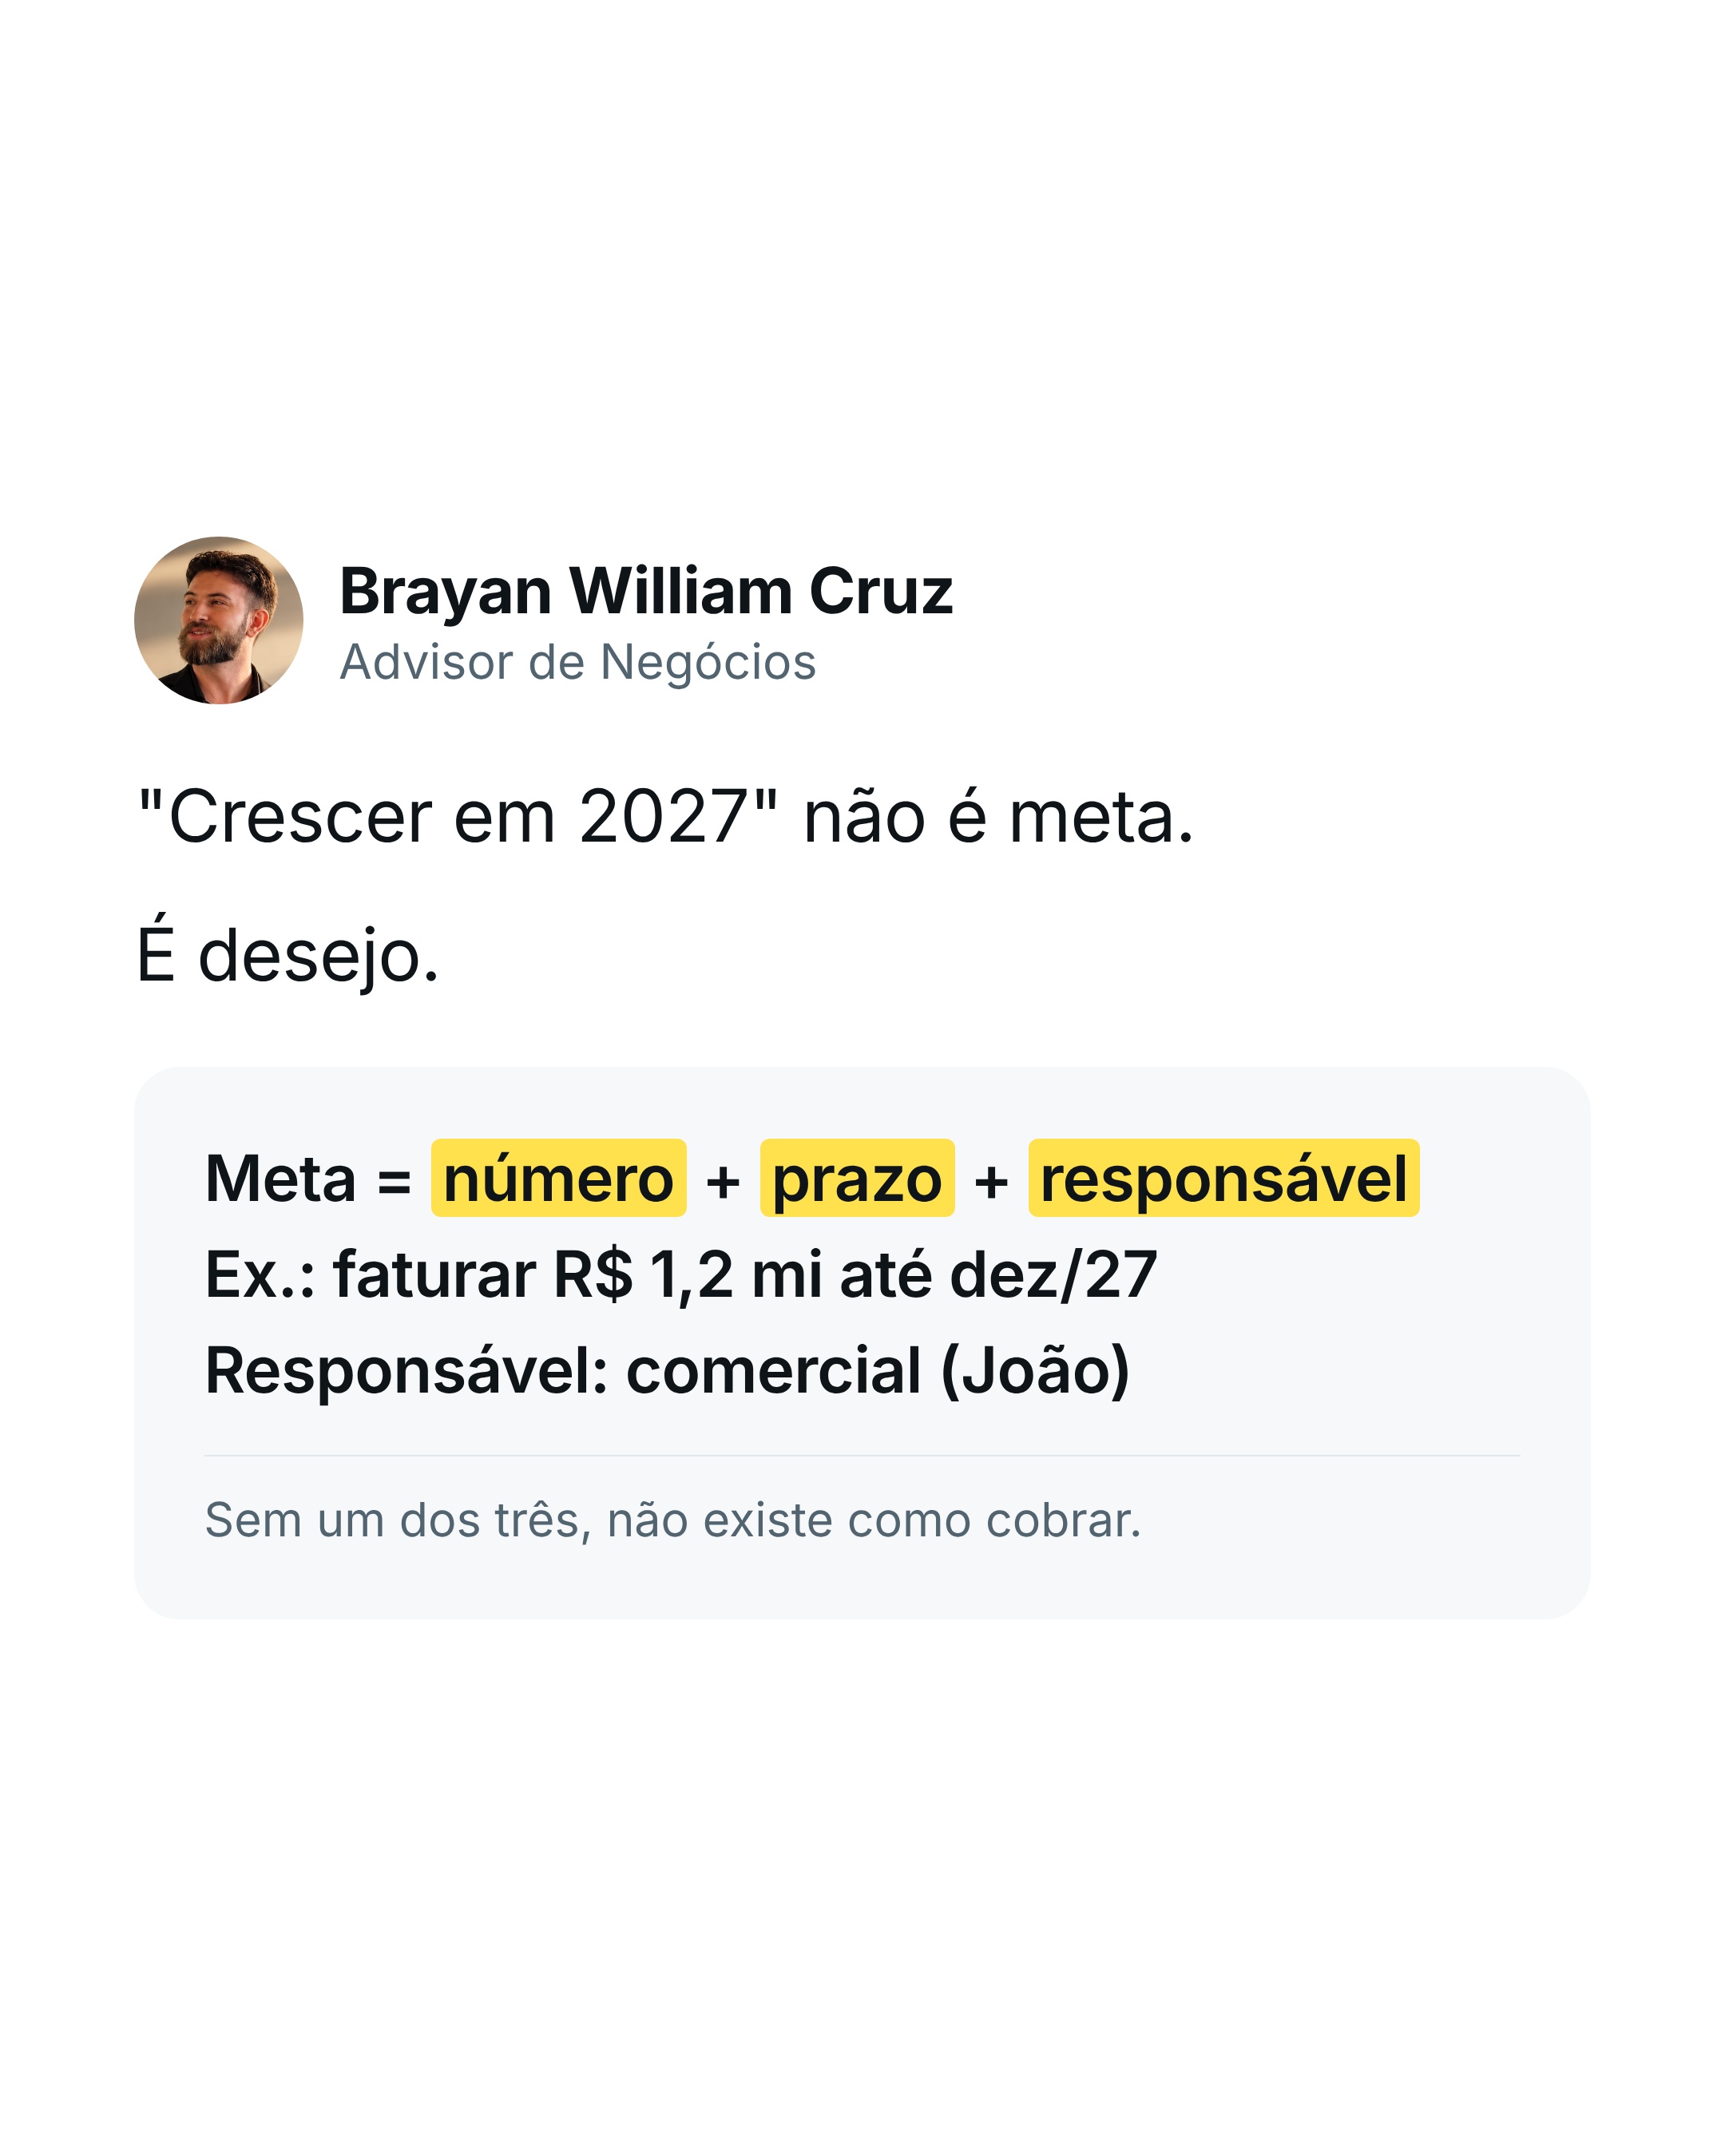 Brayan William Cruz
Advisor de Negócios
"Crescer em 2027" não é meta.
É desejo.
Meta = número + prazo + responsável
Ex.: faturar R$ 1,2 mi até dez/27
Responsável: comercial (João)
Sem um dos três, não existe como cobrar.